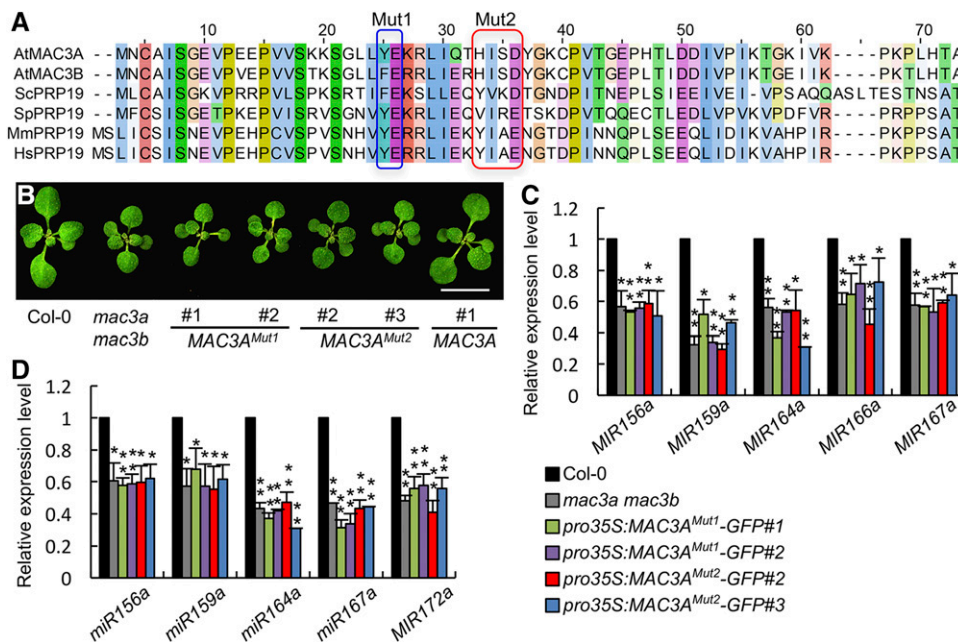 A
Mut1 Mut2
10 20 30 40 50 60 70
AtMAC3A --MNCAISGEVPEEPVVSKKSGLLYEKRLIQTHISDYGKCPVTGEPHTLDDIVPIKTGKIVK----PKPLHTA
AtMAC3B --MNCAISGEVPVEPVVSTKSGLLFERRLIERHISDYGKCPVTGEPLTIDDIVPIKTGEIIK----PKTLHTA
ScPRP19 --MLCAISGKVPRRPVLSPKSRTIFEKSLLEQYVKDTGNDPITNEPLSIEEIVEI-VPSAQQASLTESTNSAT
SpPRP19 --MFCSISGETPKEPVISRVSGNVYEKRLIEQVIRETSKDPVTQQECTLEDLVPVKVPDFVR----PRPPSAT
MmPRP19 MSLICSISNEVPEHPCVSPVSNHVYERRLIEKYIAENGTDPINNQPLSEEQLIDIKVAHPIR----PKPPSAT
HsPRP19 MSLICSISNEVPEHPCVSPVSNHVYERRLIEKYIAENGTDPINNQPLSEEQLIDIKVAHPIR----PKPPSAT
B
Col-0 mac3a mac3b #1 #2 MAC3A^Mut1 #2 #3 MAC3A^Mut2 #1 MAC3A
C
Relative expression level
1.2
1
0.8
0.6
0.4
0.2
0
MIR156a MIR159a MIR164a MIR166a MIR167a
D
Relative expression level
1.2
1
0.8
0.6
0.4
0.2
0
miR156a miR159a miR164a miR167a MIR172a
Col-0
mac3a mac3b
pro35S:MAC3A^Mut1-GFP#1
pro35S:MAC3A^Mut1-GFP#2
pro35S:MAC3A^Mut2-GFP#2
pro35S:MAC3A^Mut2-GFP#3